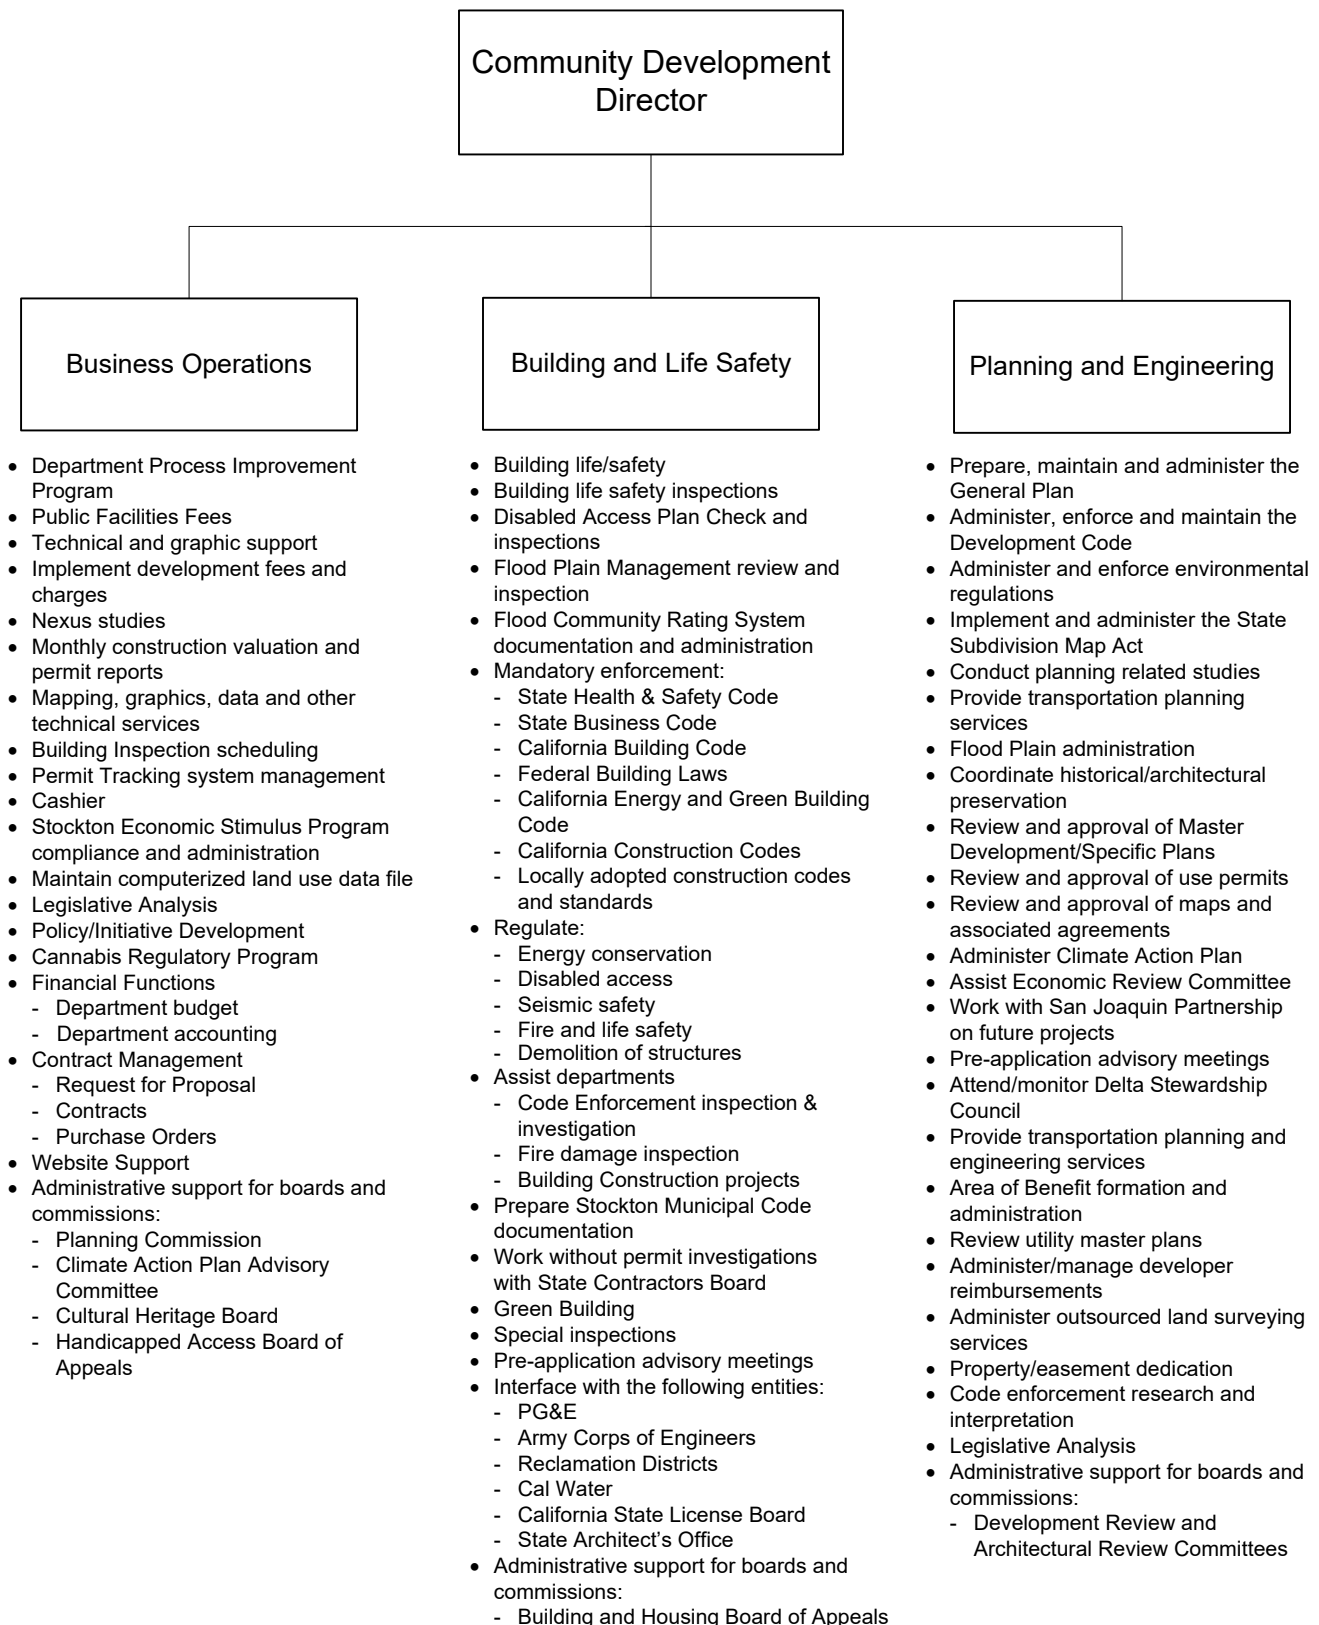 Community Development
Director
Business Operations
• Department Process Improvement
Program
• Public Facilities Fees
• Technical and graphic support
• Implement development fees and
charges
• Nexus studies
• Monthly construction valuation and
permit reports
• Mapping, graphics, data and other
technical services
• Building Inspection scheduling
• Permit Tracking system management
• Cashier
• Stockton Economic Stimulus Program
compliance and administration
• Maintain computerized land use data file
• Legislative Analysis
• Policy/Initiative Development
• Cannabis Regulatory Program
• Financial Functions
- Department budget
- Department accounting
• Contract Management
- Request for Proposal
- Contracts
- Purchase Orders
• Website Support
• Administrative support for boards and
commissions:
- Planning Commission
- Climate Action Plan Advisory
Committee
- Cultural Heritage Board
- Handicapped Access Board of
Appeals
Building and Life Safety
• Building life/safety
• Building life safety inspections
• Disabled Access Plan Check and
inspections
• Flood Plain Management review and
inspection
• Flood Community Rating System
documentation and administration
• Mandatory enforcement:
- State Health & Safety Code
- State Business Code
- California Building Code
- Federal Building Laws
- California Energy and Green Building
Code
- California Construction Codes
- Locally adopted construction codes
and standards
• Regulate:
- Energy conservation
- Disabled access
- Seismic safety
- Fire and life safety
- Demolition of structures
• Assist departments
- Code Enforcement inspection &
investigation
- Fire damage inspection
- Building Construction projects
• Prepare Stockton Municipal Code
documentation
• Work without permit investigations
with State Contractors Board
• Green Building
• Special inspections
• Pre-application advisory meetings
• Interface with the following entities:
- PG&E
- Army Corps of Engineers
- Reclamation Districts
- Cal Water
- California State License Board
- State Architect's Office
• Administrative support for boards and
commissions:
- Building and Housing Board of Appeals
Planning and Engineering
• Prepare, maintain and administer the
General Plan
• Administer, enforce and maintain the
Development Code
• Administer and enforce environmental
regulations
• Implement and administer the State
Subdivision Map Act
• Conduct planning related studies
• Provide transportation planning
services
• Flood Plain administration
• Coordinate historical/architectural
preservation
• Review and approval of Master
Development/Specific Plans
• Review and approval of use permits
• Review and approval of maps and
associated agreements
• Administer Climate Action Plan
• Assist Economic Review Committee
• Work with San Joaquin Partnership
on future projects
• Pre-application advisory meetings
• Attend/monitor Delta Stewardship
Council
• Provide transportation planning and
engineering services
• Area of Benefit formation and
administration
• Review utility master plans
• Administer/manage developer
reimbursements
• Administer outsourced land surveying
services
• Property/easement dedication
• Code enforcement research and
interpretation
• Legislative Analysis
• Administrative support for boards and
commissions:
- Development Review and
Architectural Review Committees